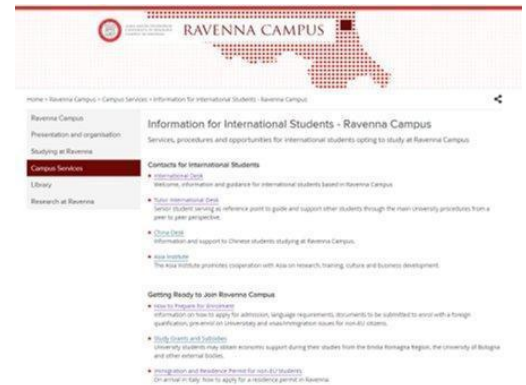 RAVENNA CAMPUS
Home > Ravenna Campus > Campus Services > Information for International Students - Ravenna Campus
Ravenna Campus
Presentation and organisation
Studying at Ravenna
Campus Services
Library
Research at Ravenna
Information for International Students - Ravenna Campus
Services, procedures and opportunities for international students opting to study at Ravenna Campus
Contacts for International Students
International Desk
Welcome, information and guidance for international students based in Ravenna Campus
Tutor International Desk
Senior student serving as reference point to guide and support other students through the main University procedures from a
peer to peer perspective.
China Desk
Information and support to Chinese students studying at Ravenna Campus.
Asia Institute
The Asia Institute promotes cooperation with Asia on research, training, culture and business development.
Getting Ready to Join Ravenna Campus
How to Prepare for Enrolment
Information on how to apply for admission, language requirements, documents to be submitted to enrol with a foreign
qualification, pre-enrol on Universitaly and visas/immigration issues for non-EU citizens.
Study Grants and Subsidies
University students may obtain economic support during their studies from the Emilia Romagna Region, the University of Bologna
and other external bodies.
Immigration and Residence Permit for non-EU students
On arrival in Italy: how to apply for a residence permit in Ravenna